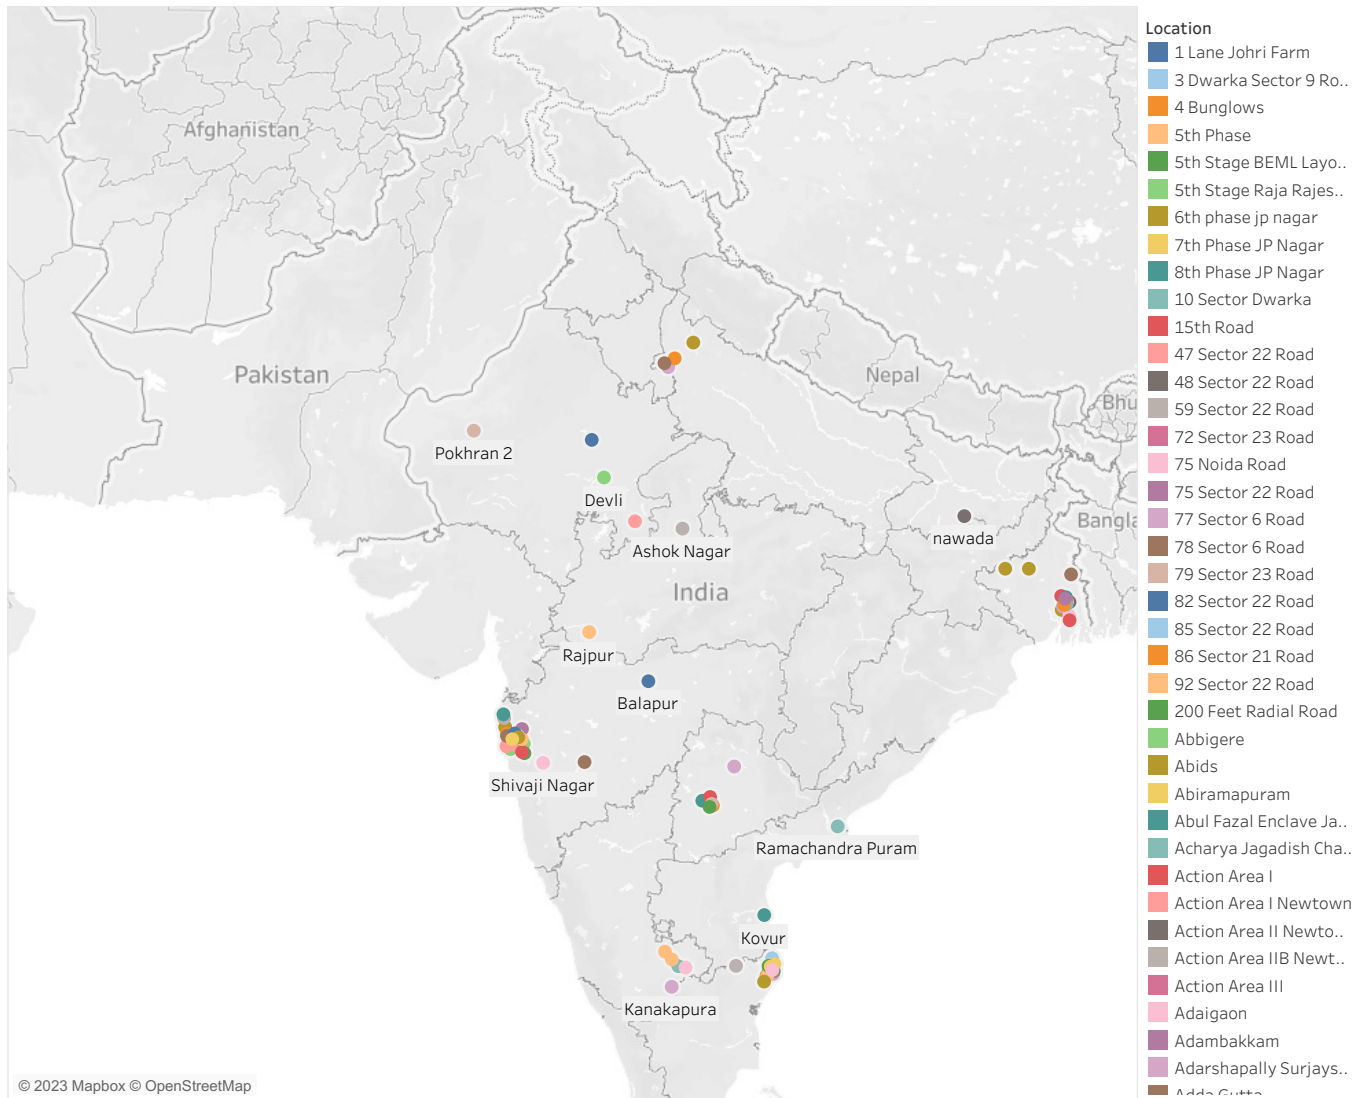 Afghanistan
Pakistan
Nepal
Bhu
Bangla
India
Pokhran 2
Devli
Ashok Nagar
nawada
Rajpur
Balapur
Shivaji Nagar
Ramachandra Puram
Kovur
Kanakapura
© 2023 Mapbox © OpenStreetMap
Location
1 Lane Johri Farm
3 Dwarka Sector 9 Ro..
4 Bunglows
5th Phase
5th Stage BEML Layo..
5th Stage Raja Rajes..
6th phase jp nagar
7th Phase JP Nagar
8th Phase JP Nagar
10 Sector Dwarka
15th Road
47 Sector 22 Road
48 Sector 22 Road
59 Sector 22 Road
72 Sector 23 Road
75 Noida Road
75 Sector 22 Road
77 Sector 6 Road
78 Sector 6 Road
79 Sector 23 Road
82 Sector 22 Road
85 Sector 22 Road
86 Sector 21 Road
92 Sector 22 Road
200 Feet Radial Road
Abbigere
Abids
Abiramapuram
Abul Fazal Enclave Ja..
Acharya Jagadish Cha..
Action Area I
Action Area I Newtown
Action Area II Newto..
Action Area IIB Newt..
Action Area III
Adaigaon
Adambakkam
Adarshapally Surjays..
Adda Gutta